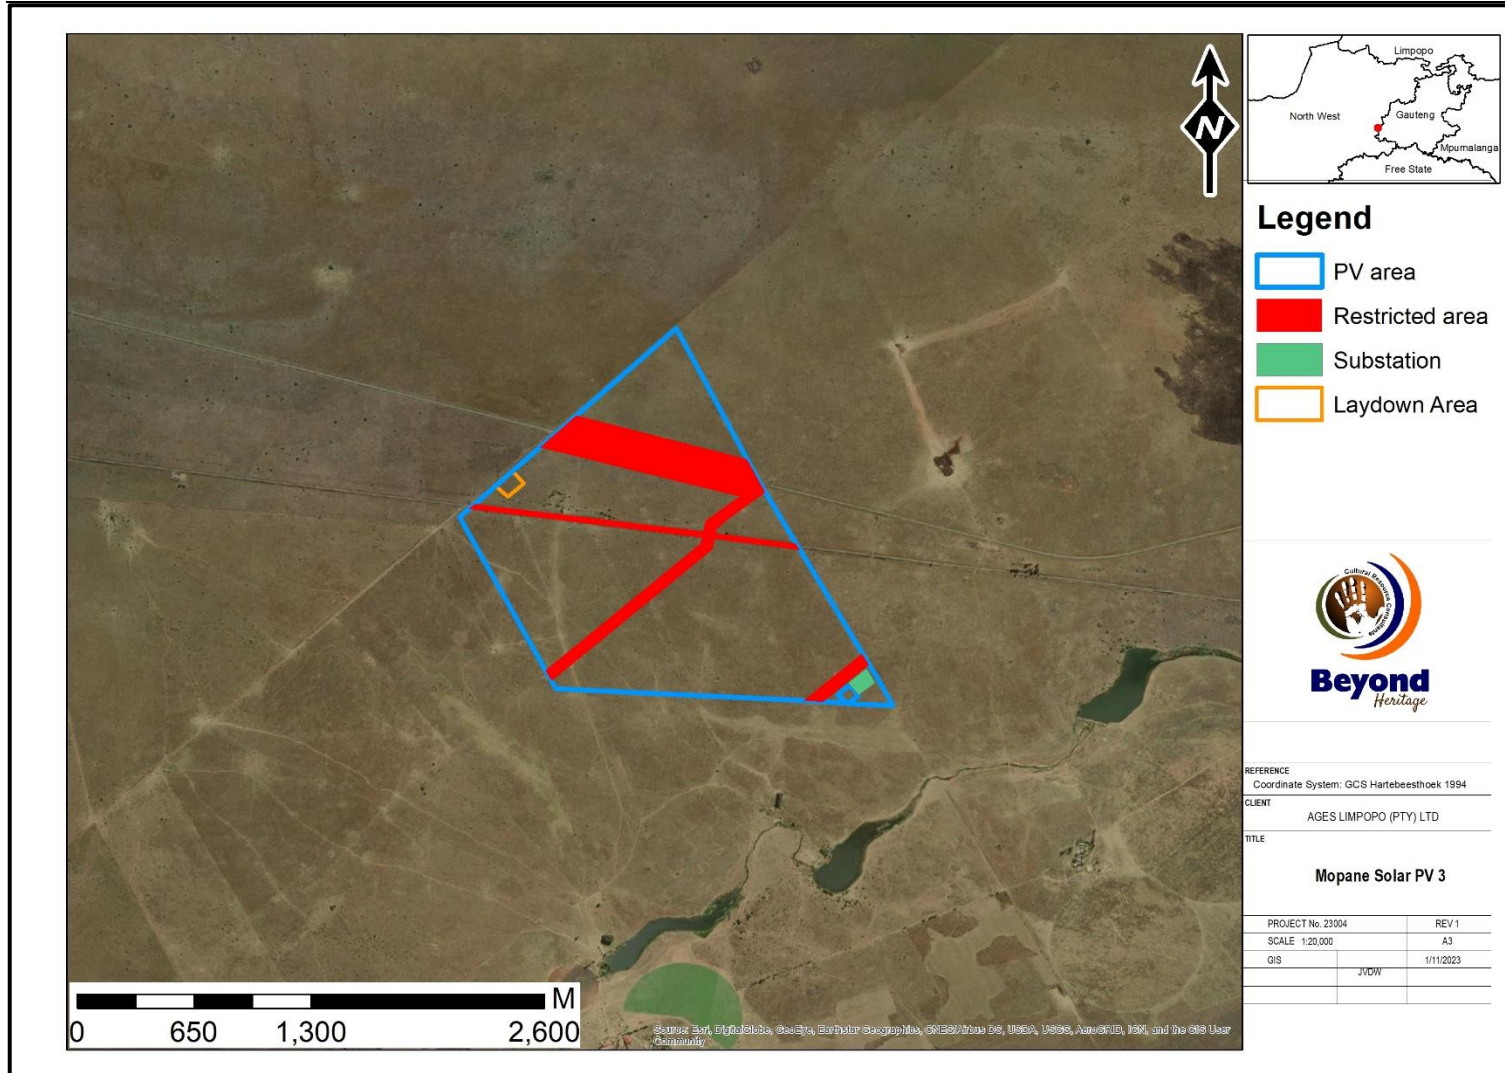 N
Limpopo
North West
Gauteng
Mpumalanga
Free State
Legend
PV area
Restricted area
Substation
Laydown Area
Cultural Resource Consultants
Beyond
Heritage
REFERENCE
Coordinate System: GCS Hartebeesthoek 1994
CLIENT
AGES LIMPOPO (PTY) LTD
TITLE
Mopane Solar PV 3
PROJECT No. 23004 REV 1
SCALE 1:20,000 A3
GIS 1/11/2023
JVDW
M
0 650 1,300 2,600
Source: Esri, DigitalGlobe, GeoEye, Earthstar Geographics, CNES/Airbus DS, USDA, USGS, AeroGRID, IGN, and the GIS User
Community